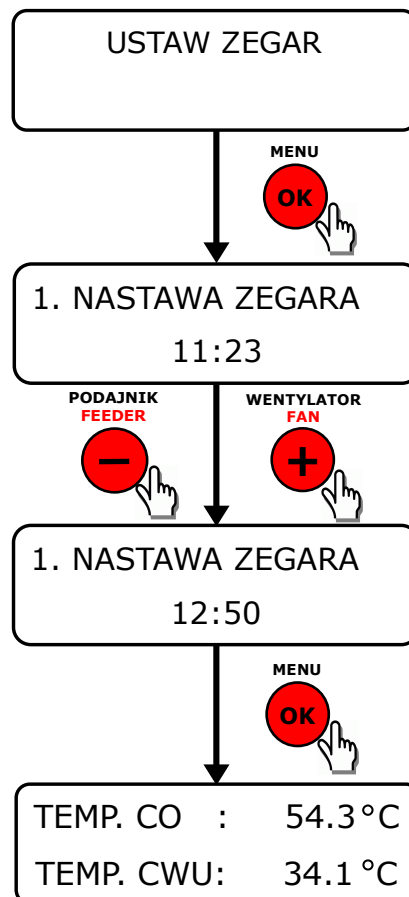 USTAW ZEGAR
MENU
OK
1. NASTAWA ZEGARA
11:23
PODAJNIK
FEEDER
−
WENTYLATOR
FAN
+
1. NASTAWA ZEGARA
12:50
MENU
OK
TEMP. CO : 54.3°C
TEMP. CWU: 34.1°C